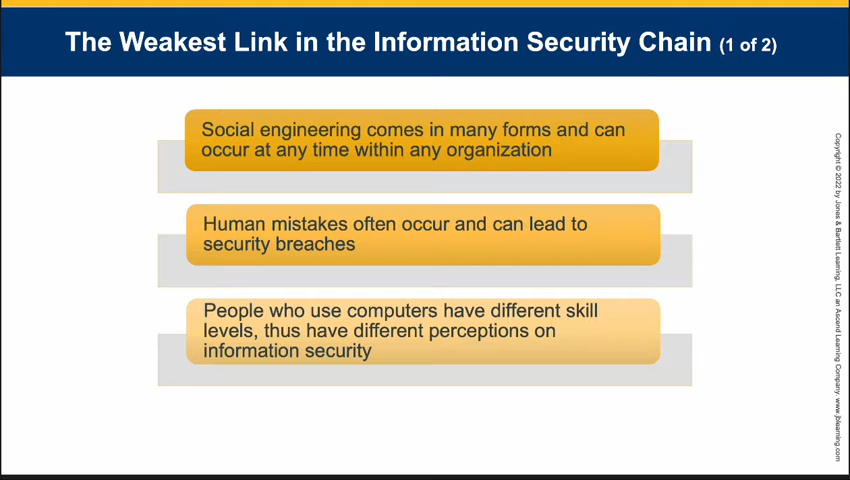 The Weakest Link in the Information Security Chain (1 of 2)
Social engineering comes in many forms and can
occur at any time within any organization
Human mistakes often occur and can lead to
security breaches
People who use computers have different skill
levels, thus have different perceptions on
information security
Copyright © 2022 by Jones & Bartlett Learning, LLC an Ascend Learning Company. www.jblearning.com